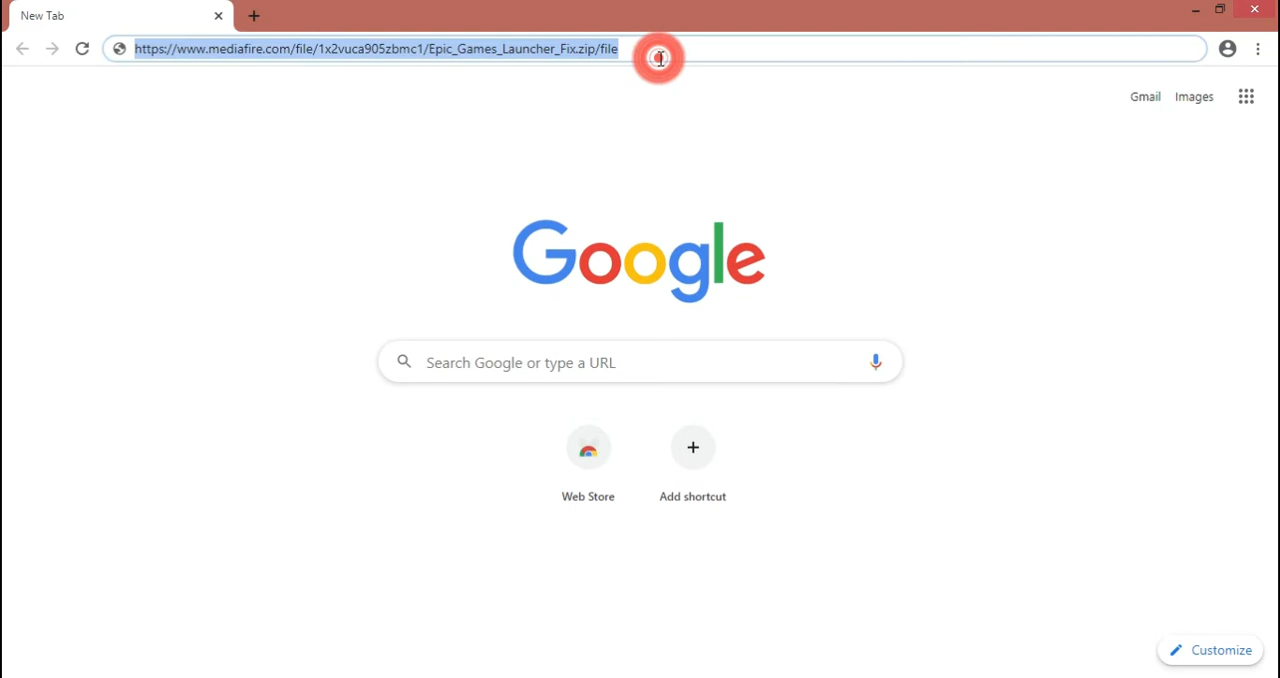 New Tab
https://www.mediafire.com/file/1x2vuca905zbmc1/Epic_Games_Launcher_Fix.zip/file
Gmail Images
Google
Search Google or type a URL
Web Store Add shortcut
Customize